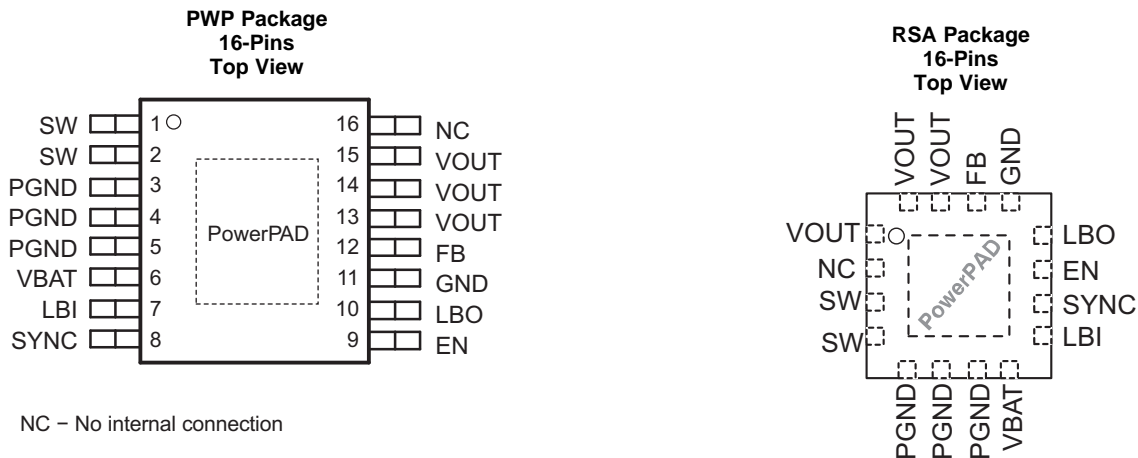 PWP Package
16-Pins
Top View
SW 1 16 NC
SW 2 15 VOUT
PGND 3 14 VOUT
PGND 4 13 VOUT
PGND 5 12 FB
VBAT 6 11 GND
LBI 7 10 LBO
SYNC 8 9 EN
PowerPAD
NC − No internal connection
RSA Package
16-Pins
Top View
VOUT VOUT FB GND
VOUT LBO
NC EN
SW SYNC
SW LBI
PowerPAD
PGND PGND PGND VBAT